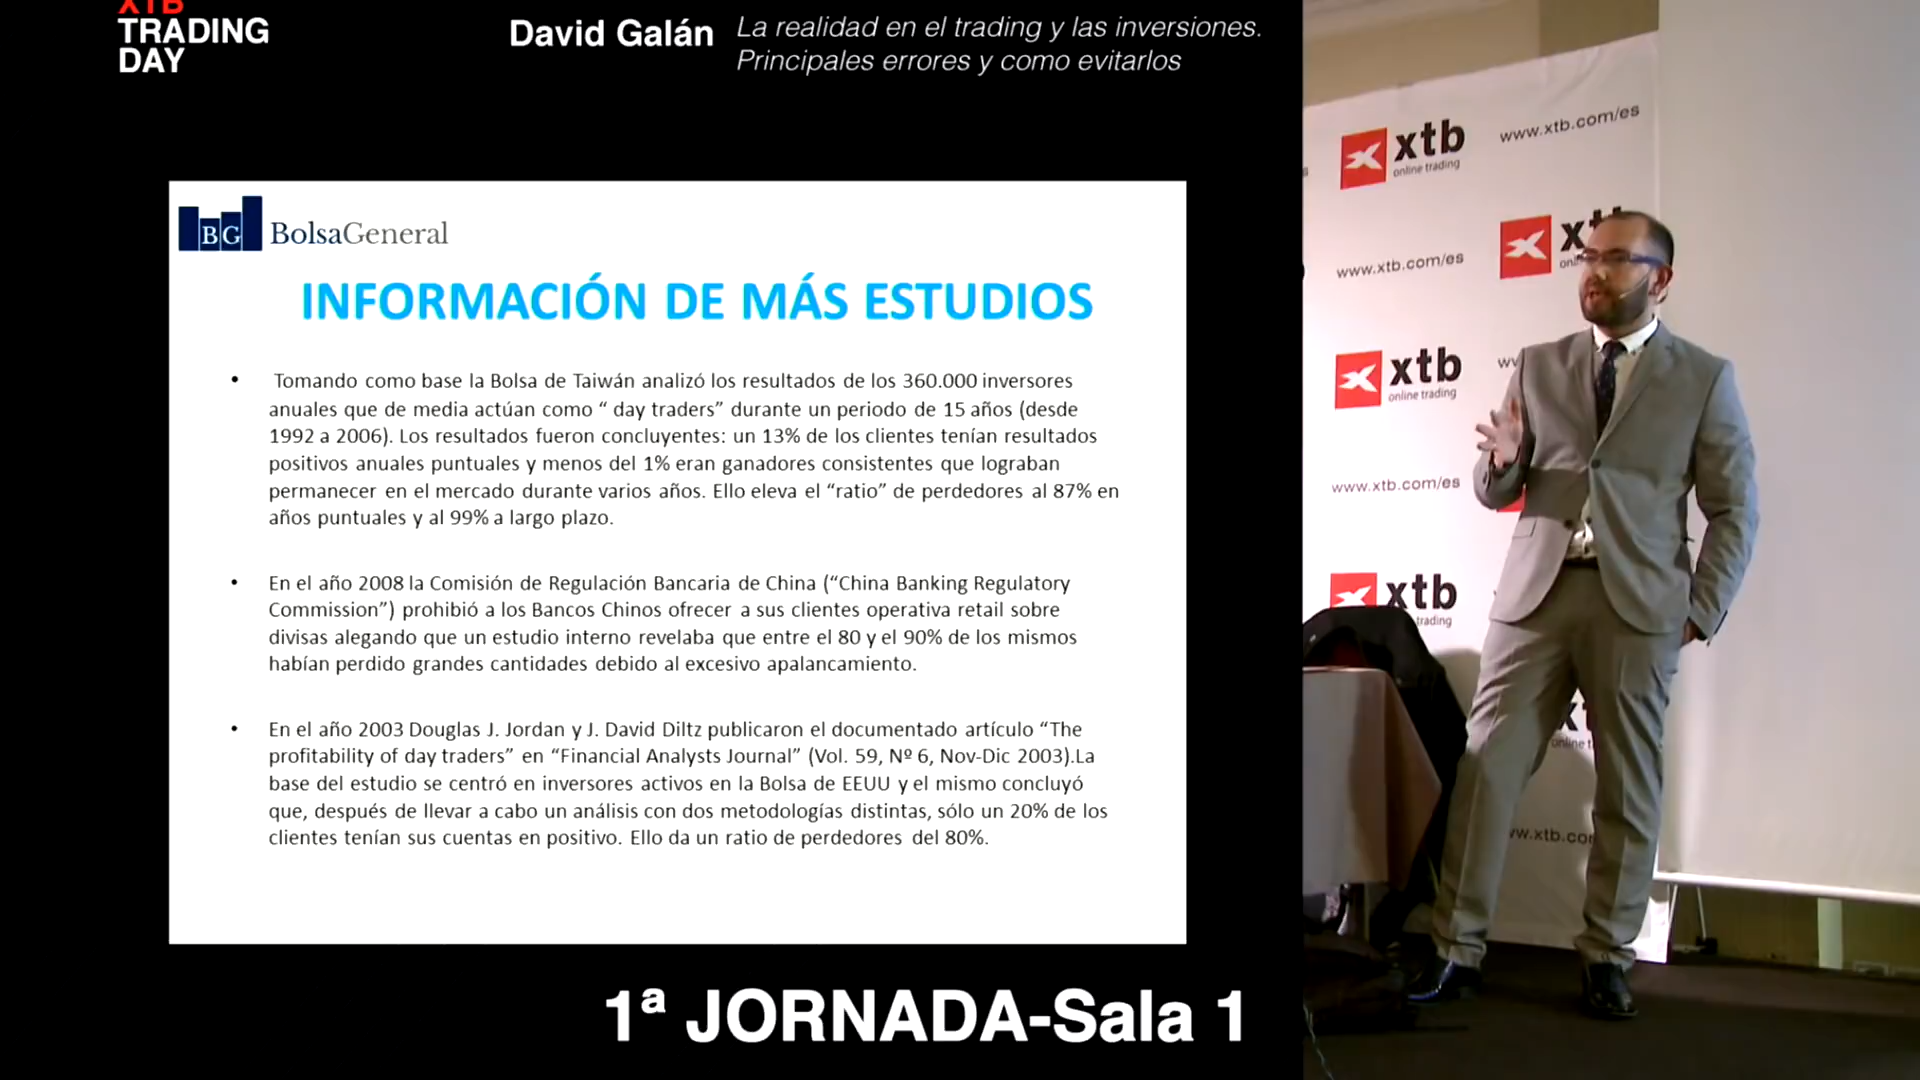 XTB
TRADING
DAY
David Galán
La realidad en el trading y las inversiones.
Principales errores y como evitarlos
BG BolsaGeneral
INFORMACIÓN DE MÁS ESTUDIOS
• Tomando como base la Bolsa de Taiwán analizó los resultados de los 360.000 inversores
anuales que de media actúan como “ day traders” durante un periodo de 15 años (desde
1992 a 2006). Los resultados fueron concluyentes: un 13% de los clientes tenían resultados
positivos anuales puntuales y menos del 1% eran ganadores consistentes que lograban
permanecer en el mercado durante varios años. Ello eleva el “ratio” de perdedores al 87% en
años puntuales y al 99% a largo plazo.
• En el año 2008 la Comisión de Regulación Bancaria de China (“China Banking Regulatory
Commission”) prohibió a los Bancos Chinos ofrecer a sus clientes operativa retail sobre
divisas alegando que un estudio interno revelaba que entre el 80 y el 90% de los mismos
habían perdido grandes cantidades debido al excesivo apalancamiento.
• En el año 2003 Douglas J. Jordan y J. David Diltz publicaron el documentado artículo “The
profitability of day traders” en “Financial Analysts Journal” (Vol. 59, Nº 6, Nov-Dic 2003).La
base del estudio se centró en inversores activos en la Bolsa de EEUU y el mismo concluyó
que, después de llevar a cabo un análisis con dos metodologías distintas, sólo un 20% de los
clientes tenían sus cuentas en positivo. Ello da un ratio de perdedores del 80%.
1ª JORNADA-Sala 1
xtb
online trading
www.xtb.com/es
www.xtb.com/es
xt
onl
xtb
online trading
ww
www.xtb.com/es
xtb
trading
xt
online t
ww.xtb.com